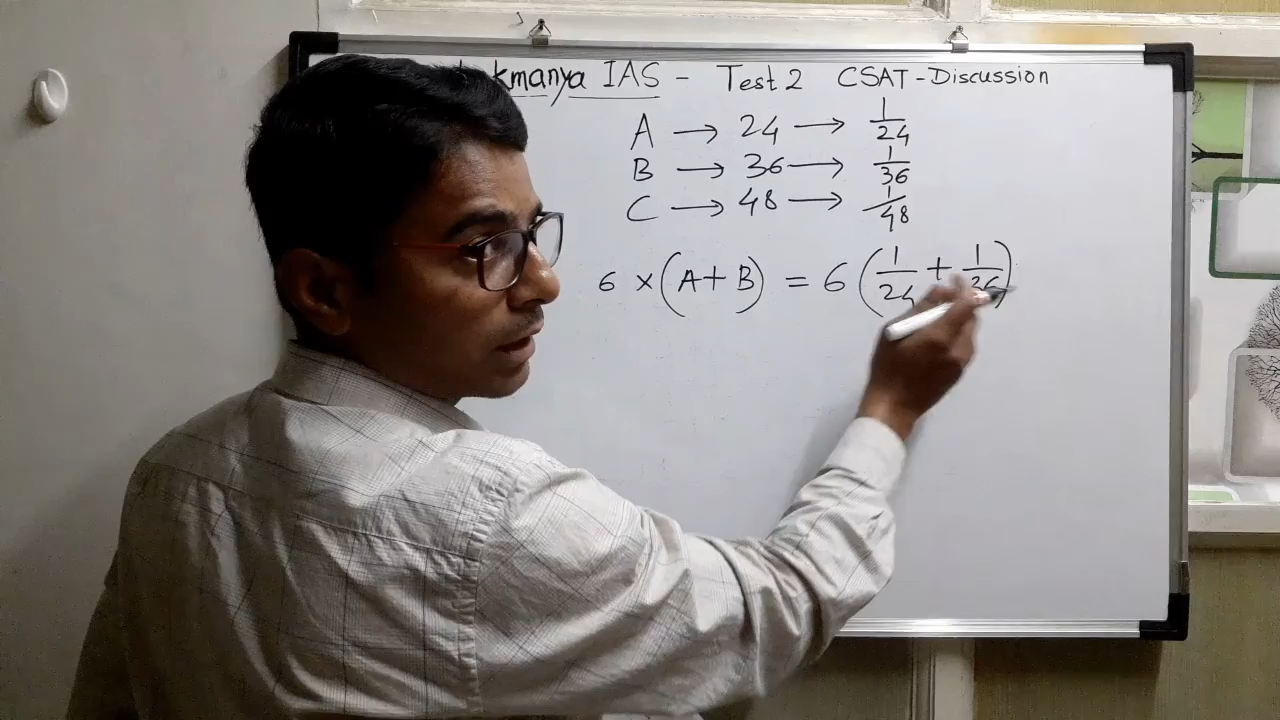 kmanya IAS - Test 2 CSAT - Discussion
A → 24 → 1/24
B → 36 → 1/36
C → 48 → 1/48
6 × (A + B) = 6 (1/24 + 1/36)